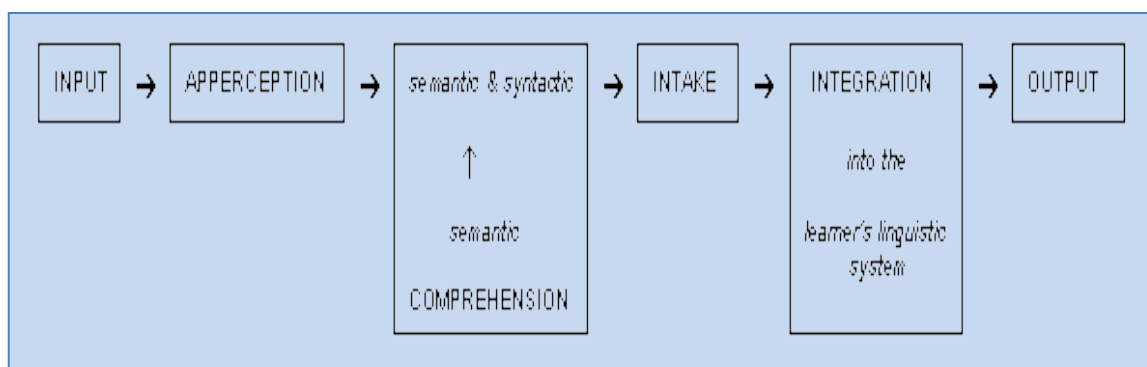 INPUT
APPERCEPTION
semantic & syntactic
semantic
COMPREHENSION
INTAKE
INTEGRATION
into the
learner's linguistic
system
OUTPUT